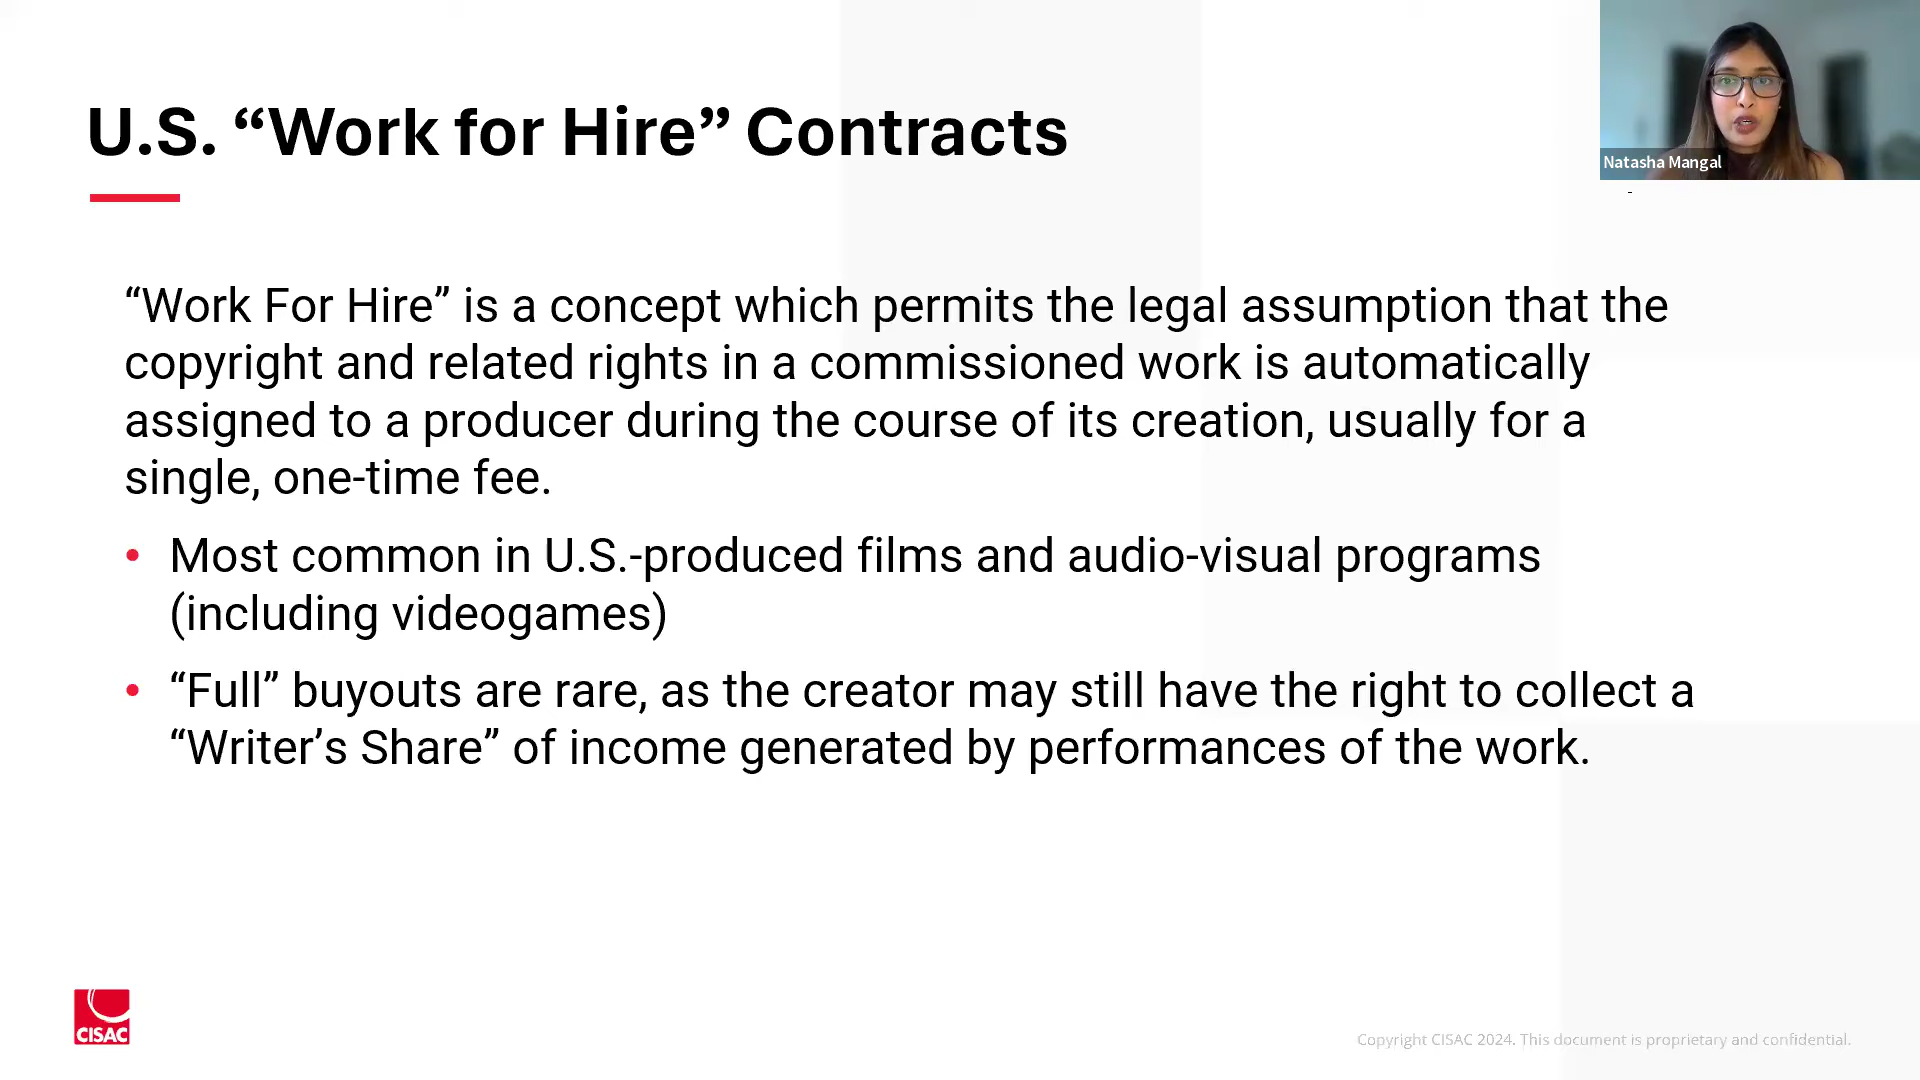 U.S. “Work for Hire” Contracts
Natasha Mangal
“Work For Hire” is a concept which permits the legal assumption that the
copyright and related rights in a commissioned work is automatically
assigned to a producer during the course of its creation, usually for a
single, one-time fee.
• Most common in U.S.-produced films and audio-visual programs
(including videogames)
• “Full” buyouts are rare, as the creator may still have the right to collect a
“Writer’s Share” of income generated by performances of the work.
CISAC
Copyright CISAC 2024. This document is proprietary and confidential.